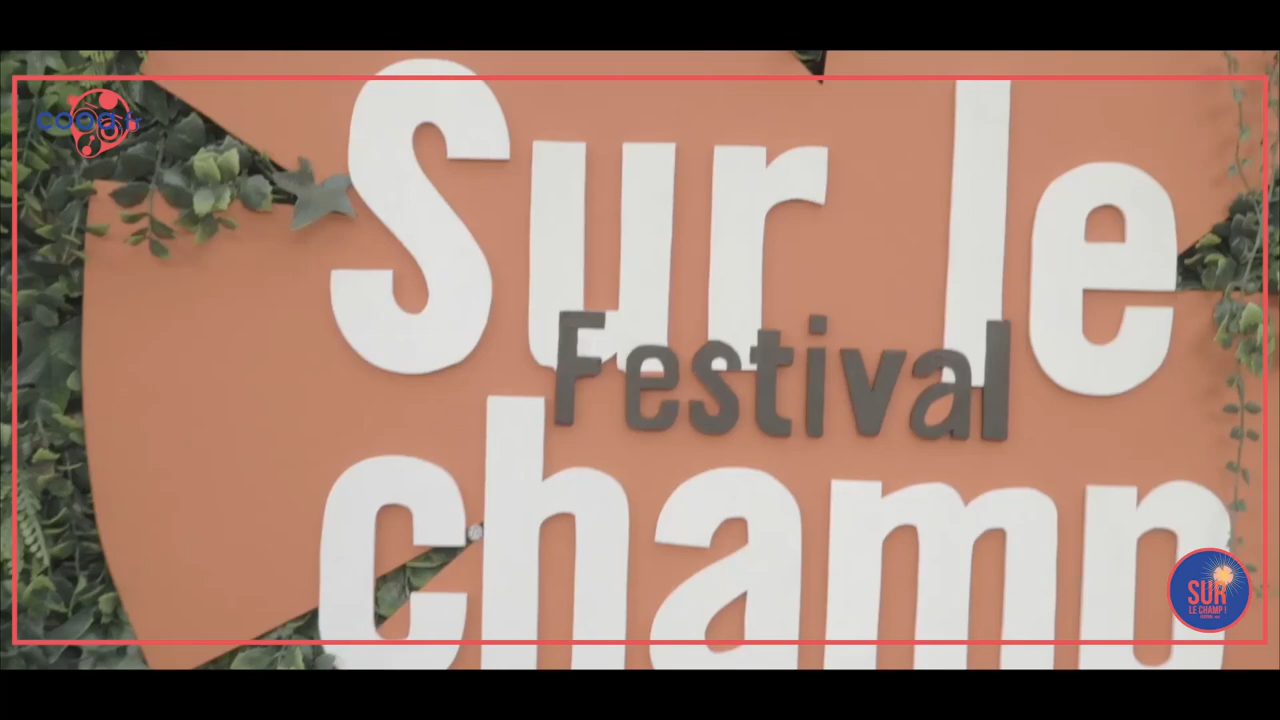 Sur le
Festival
champ
SUR
LE CHAMP !